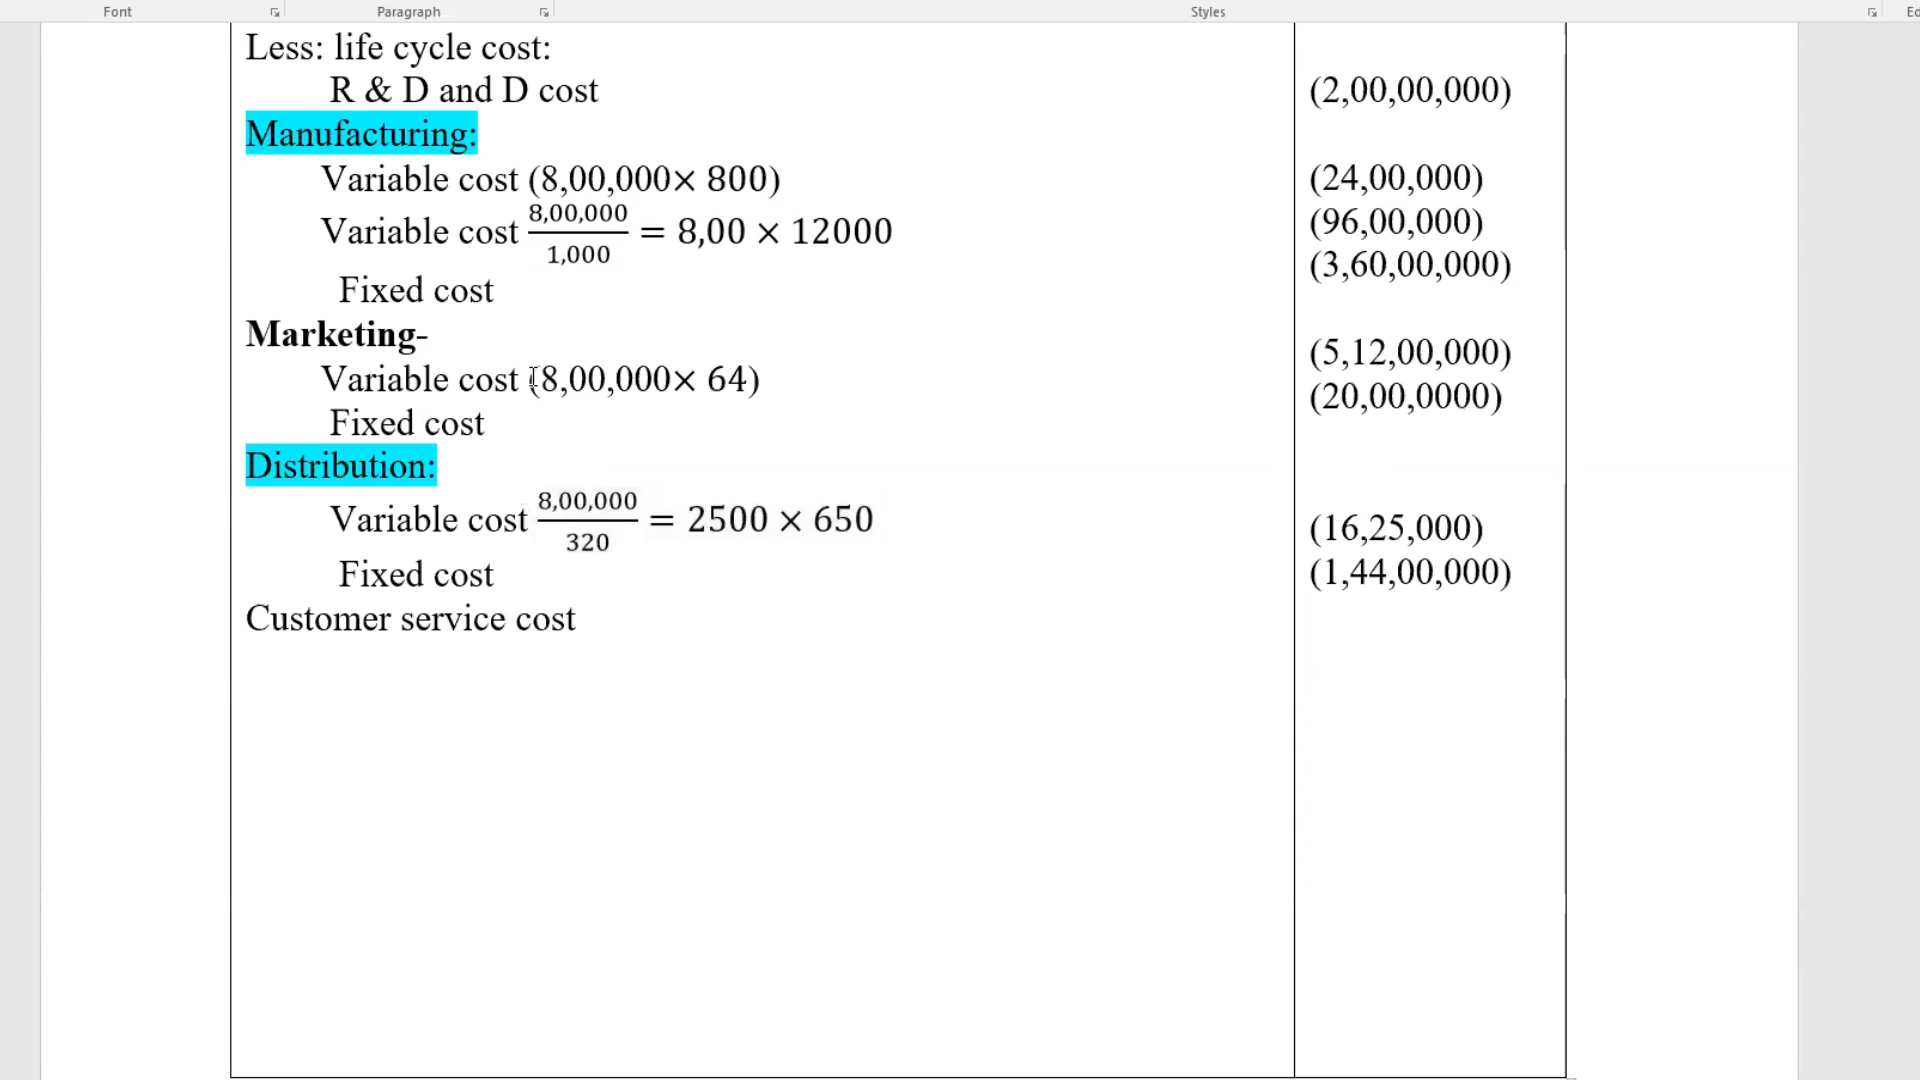 Font Paragraph Styles Ed
Less: life cycle cost:
R & D and D cost (2,00,00,000)
Manufacturing:
Variable cost (8,00,000× 800) (24,00,000)
Variable cost 8,00,000/1,000 = 8,00 × 12000 (96,00,000)
Fixed cost (3,60,00,000)
Marketing-
Variable cost (8,00,000× 64) (5,12,00,000)
Fixed cost (20,00,0000)
Distribution:
Variable cost 8,00,000/320 = 2500 × 650 (16,25,000)
Fixed cost (1,44,00,000)
Customer service cost